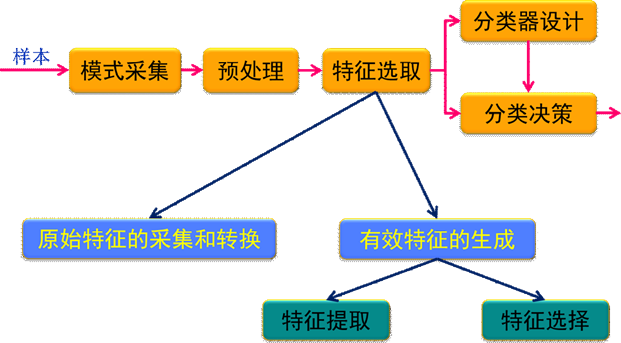 样本
模式采集
预处理
特征选取
分类器设计
分类决策
原始特征的采集和转换
有效特征的生成
特征提取
特征选择